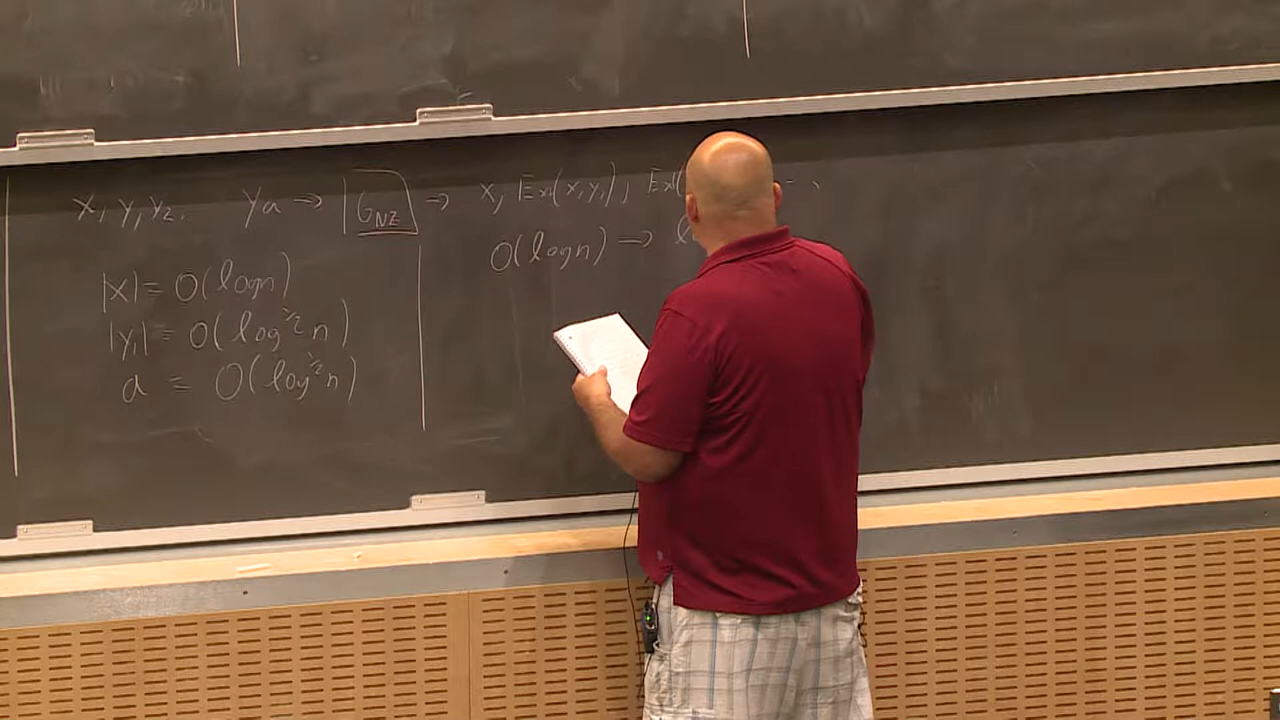 x, y₁ y₂.. yₐ → G_NZ → x, Ext(x, y₁), Ext(
O(log n) →
|x| = O(log n)
|y₁| = O(log^{1/2} n)
a = O(log^{1/2} n)